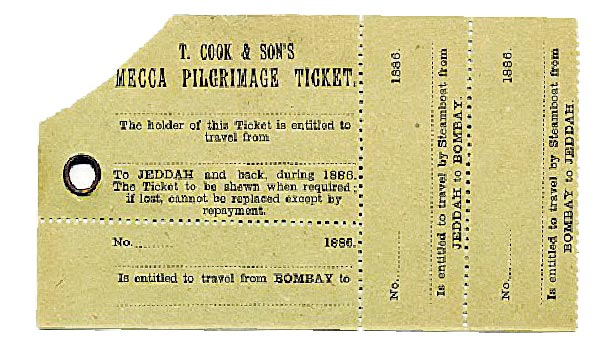 T. COOK & SON'S
MECCA PILGRIMAGE TICKET.
The holder of this Ticket is entitled to
travel from
To JEDDAH and back, during 1886.
The Ticket to be shewn when required;
if lost, cannot be replaced except by
repayment.
No. 1886.
Is entitled to travel from BOMBAY to
No. 1886.
Is entitled to travel by Steamboat from
JEDDAH to BOMBAY.
No. 1886.
Is entitled to travel by Steamboat from
BOMBAY to JEDDAH.